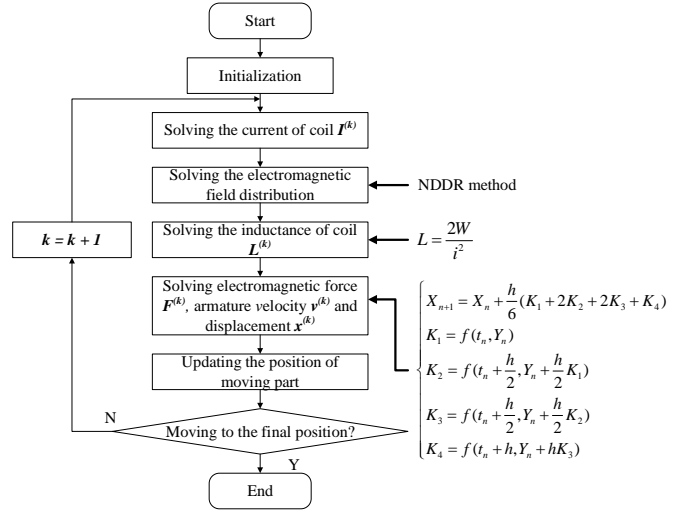 Start
Initialization
Solving the current of coil I^(k)
Solving the electromagnetic
field distribution
NDDR method
Solving the inductance of coil
L^(k)
L = 2W / i^2
k = k + 1
Solving electromagnetic force
F^(k), armature velocity v^(k) and
displacement x^(k)
X_{n+1} = X_n + h/6 (K_1 + 2K_2 + 2K_3 + K_4)
K_1 = f(t_n, Y_n)
K_2 = f(t_n + h/2, Y_n + h/2 K_1)
K_3 = f(t_n + h/2, Y_n + h/2 K_2)
K_4 = f(t_n + h, Y_n + hK_3)
Updating the position of
moving part
N
Moving to the final position?
Y
End